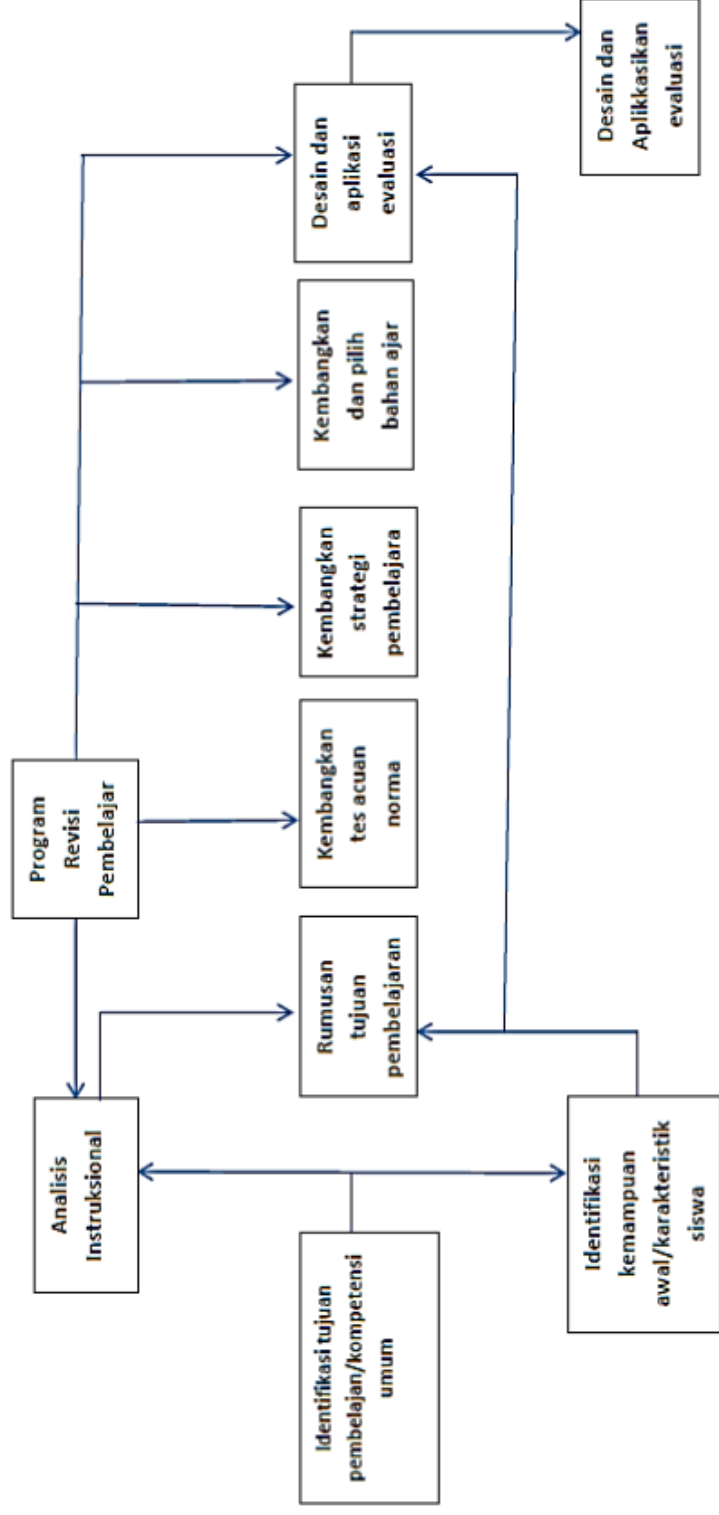 Program
Revisi
Pembelajar
Analisis
Instruksional
Identifikasi tujuan
pembelajan/kompetensi
umum
Identifikasi
kemampuan
awal/karakteristik
siswa
Rumusan
tujuan
pembelajaran
Kembangkan
tes acuan
norma
Kembangkan
strategi
pembelajara
Kembangkan
dan pilih
bahan ajar
Desain dan
aplikasi
evaluasi
Desain dan
Aplikkasikan
evaluasi